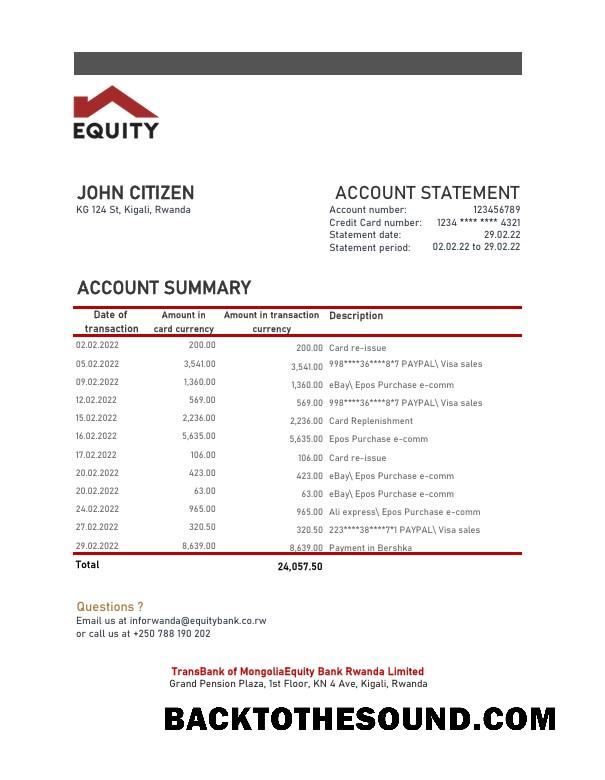 EQUITY
JOHN CITIZEN
KG 124 St, Kigali, Rwanda
ACCOUNT STATEMENT
Account number: 123456789
Credit Card number: 1234 **** **** 4321
Statement date: 29.02.22
Statement period: 02.02.22 to 29.02.22
ACCOUNT SUMMARY
Date of transaction Amount in card currency Amount in transaction currency Description
02.02.2022 200.00 200.00 Card re-issue
05.02.2022 3,541.00 3,541.00 998****36****8*7 PAYPAL\ Visa sales
09.02.2022 1,360.00 1,360.00 eBay\ Epos Purchase e-comm
12.02.2022 569.00 569.00 998****36****8*7 PAYPAL\ Visa sales
15.02.2022 2,236.00 2,236.00 Card Replenishment
16.02.2022 5,635.00 5,635.00 Epos Purchase e-comm
17.02.2022 106.00 106.00 Card re-issue
20.02.2022 423.00 423.00 eBay\ Epos Purchase e-comm
20.02.2022 63.00 63.00 eBay\ Epos Purchase e-comm
24.02.2022 965.00 965.00 Ali express\ Epos Purchase e-comm
27.02.2022 320.50 320.50 223****38****7*1 PAYPAL\ Visa sales
29.02.2022 8,639.00 8,639.00 Payment in Bershka
Total 24,057.50
Questions ?
Email us at inforwanda@equitybank.co.rw
or call us at +250 788 190 202
TransBank of MongoliaEquity Bank Rwanda Limited
Grand Pension Plaza, 1st Floor, KN 4 Ave, Kigali, Rwanda
BACKTOTHESOUND.COM